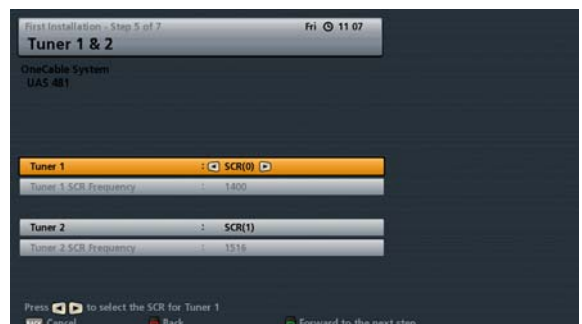 First Installation - Step 5 of 7 Fri 11 07
Tuner 1 & 2
OneCable System
UAS 481
Tuner 1 : SCR(0)
Tuner 1 SCR Frequency : 1400
Tuner 2 : SCR(1)
Tuner 2 SCR Frequency : 1516
Press to select the SCR for Tuner 1
Cancel Back Forward to the next step